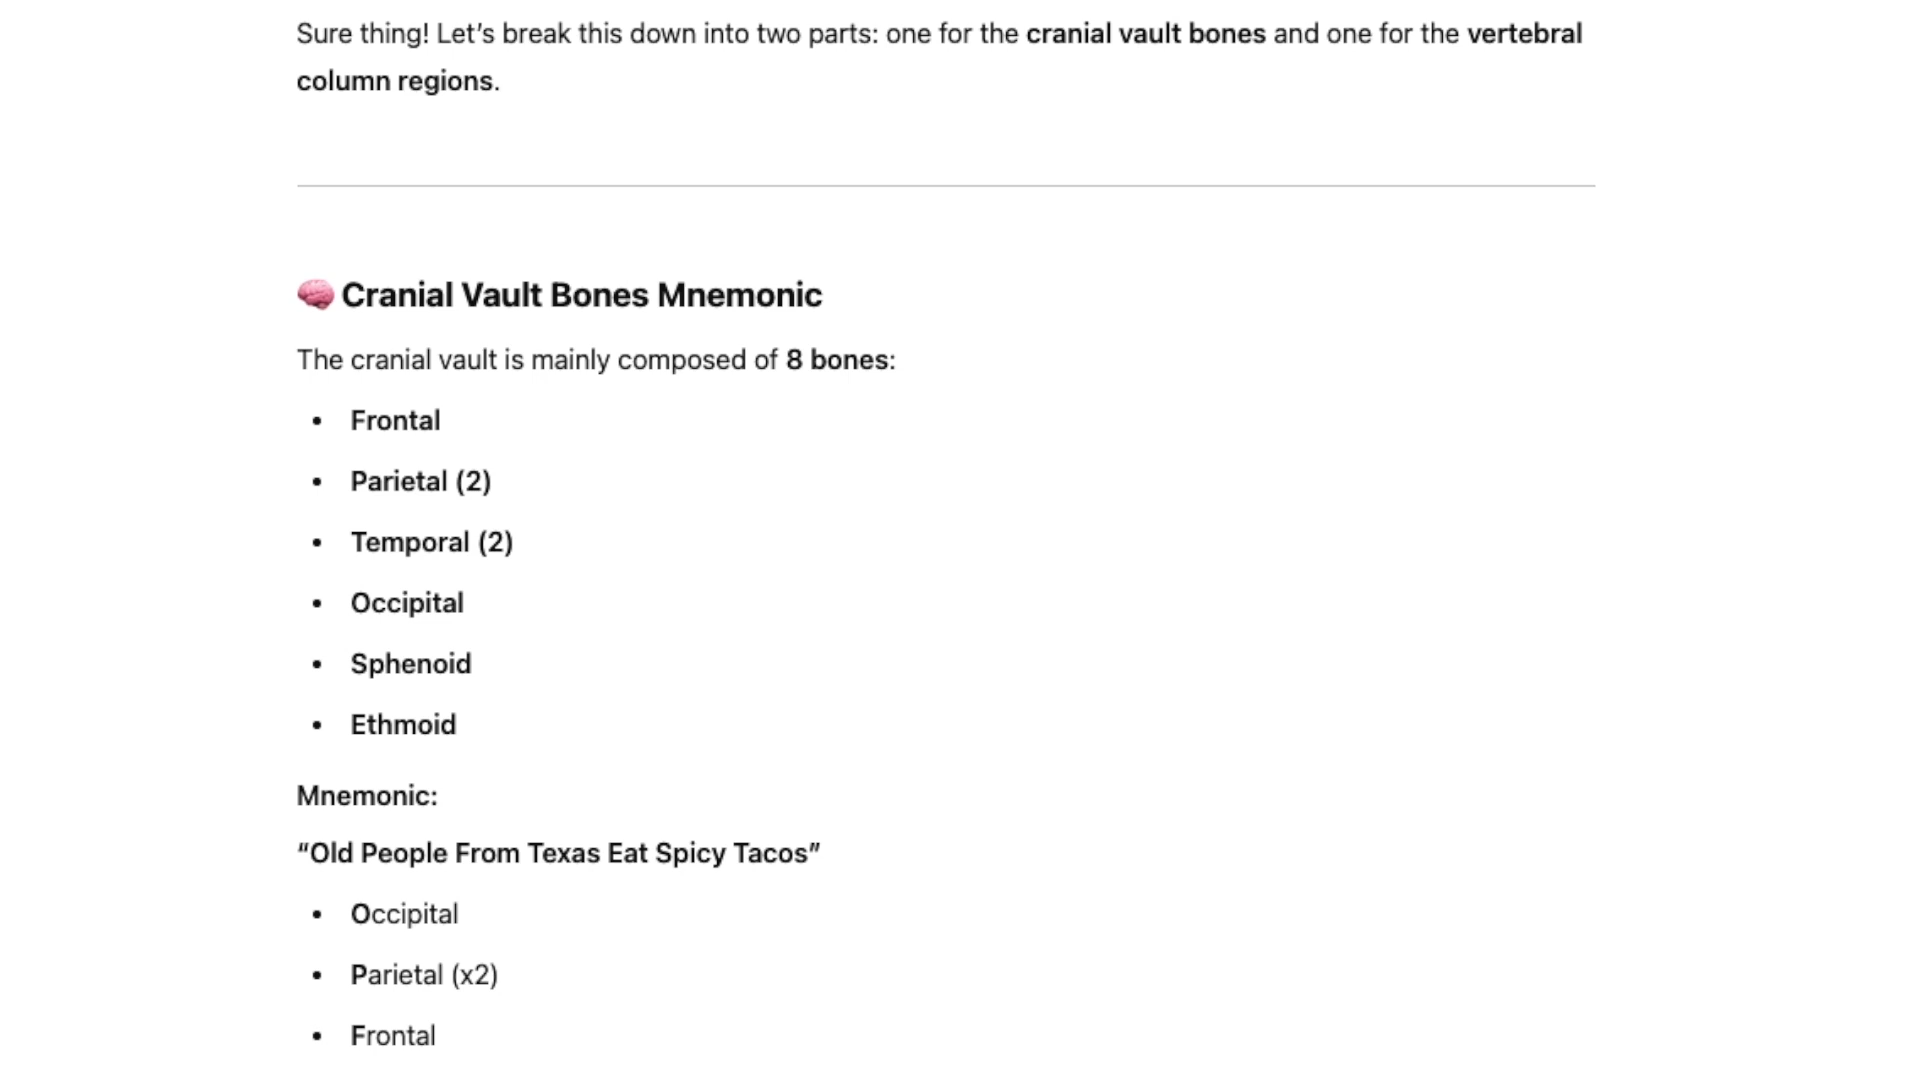 Sure thing! Let’s break this down into two parts: one for the cranial vault bones and one for the vertebral
column regions.
🧠 Cranial Vault Bones Mnemonic
The cranial vault is mainly composed of 8 bones:
• Frontal
• Parietal (2)
• Temporal (2)
• Occipital
• Sphenoid
• Ethmoid
Mnemonic:
“Old People From Texas Eat Spicy Tacos”
• Occipital
• Parietal (x2)
• Frontal